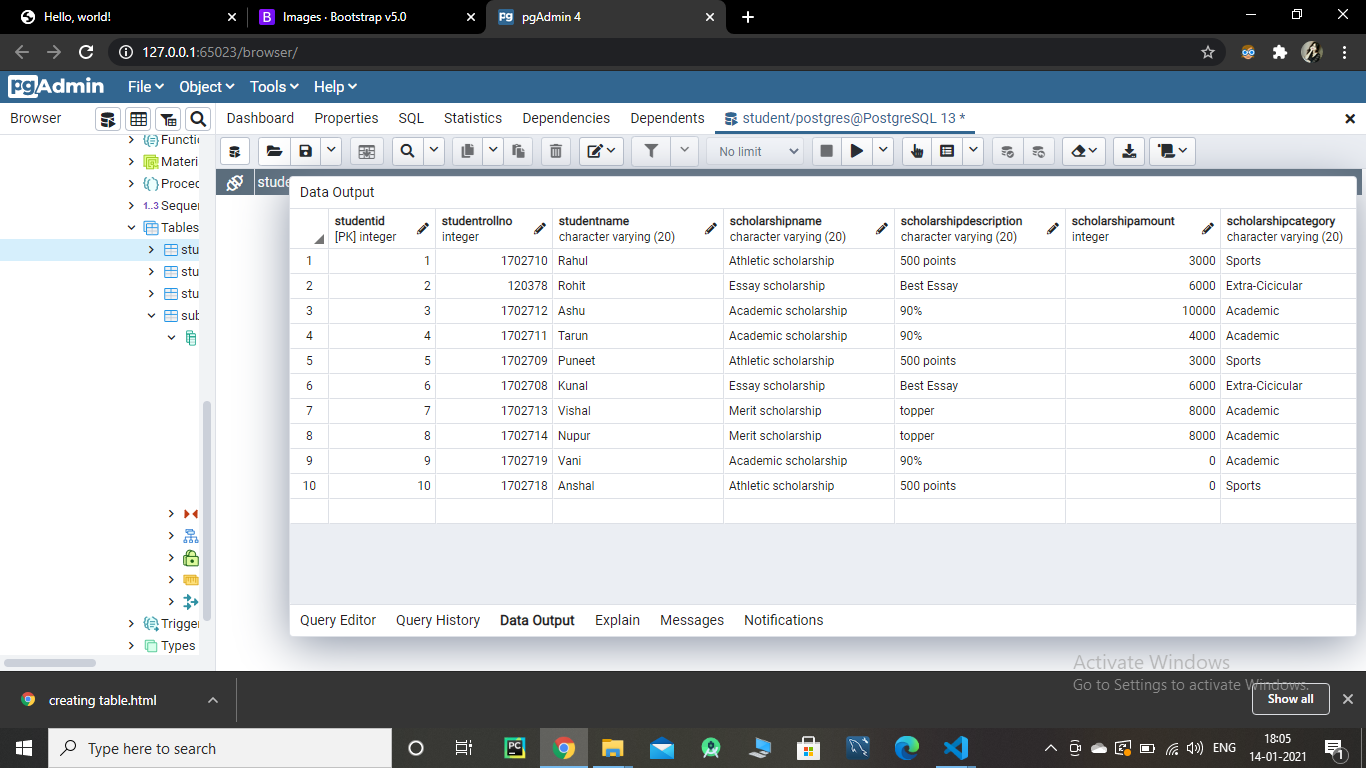 Hello, world!
Images · Bootstrap v5.0
pgAdmin 4
127.0.0.1:65023/browser/
pgAdmin File Object Tools Help
Browser
Dashboard Properties SQL Statistics Dependencies Dependents student/postgres@PostgreSQL 13 *
No limit
Functi
Materi
Proced
1..3 Sequer
Tables
stu
stu
stu
sub
Trigger
Types
stude
Data Output
studentid studentrollno studentname scholarshipname scholarshipdescription scholarshipamount scholarshipcategory
[PK] integer integer character varying (20) character varying (20) character varying (20) integer character varying (20)
1 1 1702710 Rahul Athletic scholarship 500 points 3000 Sports
2 2 120378 Rohit Essay scholarship Best Essay 6000 Extra-Cicicular
3 3 1702712 Ashu Academic scholarship 90% 10000 Academic
4 4 1702711 Tarun Academic scholarship 90% 4000 Academic
5 5 1702709 Puneet Athletic scholarship 500 points 3000 Sports
6 6 1702708 Kunal Essay scholarship Best Essay 6000 Extra-Cicicular
7 7 1702713 Vishal Merit scholarship topper 8000 Academic
8 8 1702714 Nupur Merit scholarship topper 8000 Academic
9 9 1702719 Vani Academic scholarship 90% 0 Academic
10 10 1702718 Anshal Athletic scholarship 500 points 0 Sports
Query Editor Query History Data Output Explain Messages Notifications
Activate Windows
Go to Settings to activate Windows.
creating table.html
Show all
Type here to search
ENG
18:05
14-01-2021
1